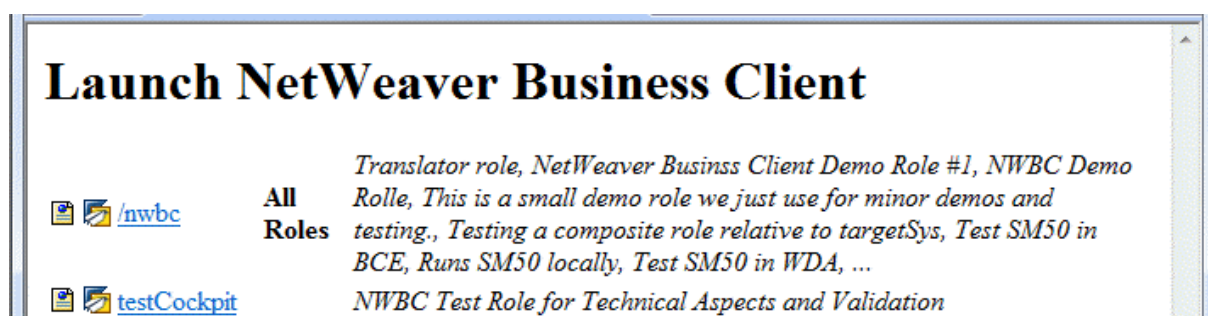 Launch NetWeaver Business Client
Translator role, NetWeaver Businss Client Demo Role #1, NWBC Demo
/nwbc All Rolle, This is a small demo role we just use for minor demos and
Roles testing., Testing a composite role relative to targetSys, Test SM50 in
BCE, Runs SM50 locally, Test SM50 in WDA, ...
testCockpit NWBC Test Role for Technical Aspects and Validation